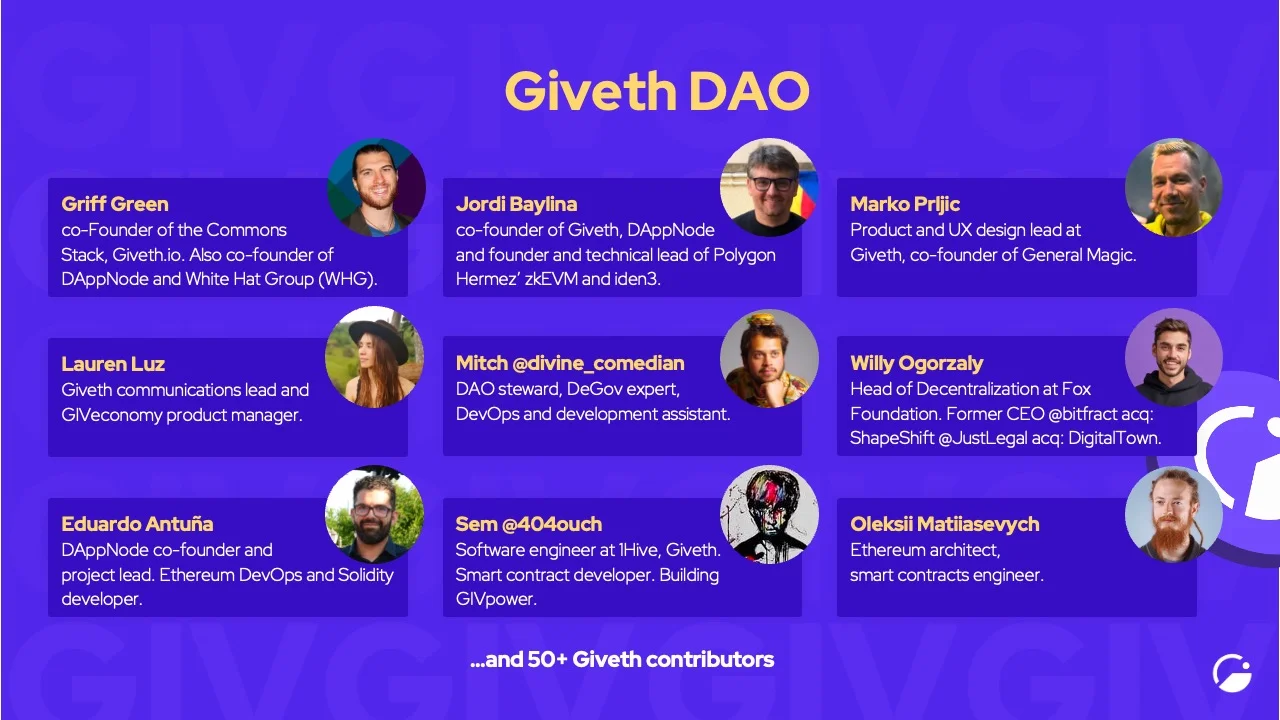 Giveth DAO
Griff Green
co-Founder of the Commons
Stack, Giveth.io. Also co-founder of
DAppNode and White Hat Group (WHG).
Jordi Baylina
co-founder of Giveth, DAppNode
and founder and technical lead of Polygon
Hermez’ zkEVM and iden3.
Marko Prljic
Product and UX design lead at
Giveth, co-founder of General Magic.
Lauren Luz
Giveth communications lead and
GIVeconomy product manager.
Mitch @divine_comedian
DAO steward, DeGov expert,
DevOps and development assistant.
Willy Ogorzaly
Head of Decentralization at Fox
Foundation. Former CEO @bitfract acq:
ShapeShift @JustLegal acq: DigitalTown.
Eduardo Antuña
DAppNode co-founder and
project lead. Ethereum DevOps and Solidity
developer.
Sem @404ouch
Software engineer at 1Hive, Giveth.
Smart contract developer. Building
GIVpower.
Oleksii Matiiasevych
Ethereum architect,
smart contracts engineer.
...and 50+ Giveth contributors